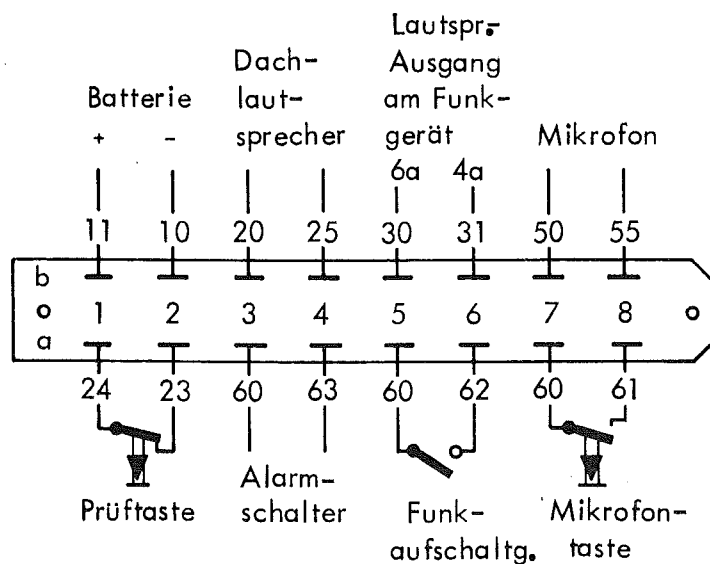 Lautspr.-
Dach- Ausgang
Batterie laut- am Funk-
+ - sprecher gerät Mikrofon
6a 4a
11 10 20 25 30 31 50 55
b
1 2 3 4 5 6 7 8
a
24 23 60 63 60 62 60 61
Prüftaste Alarm- Funk- Mikrofon-
schalter aufschaltg. taste